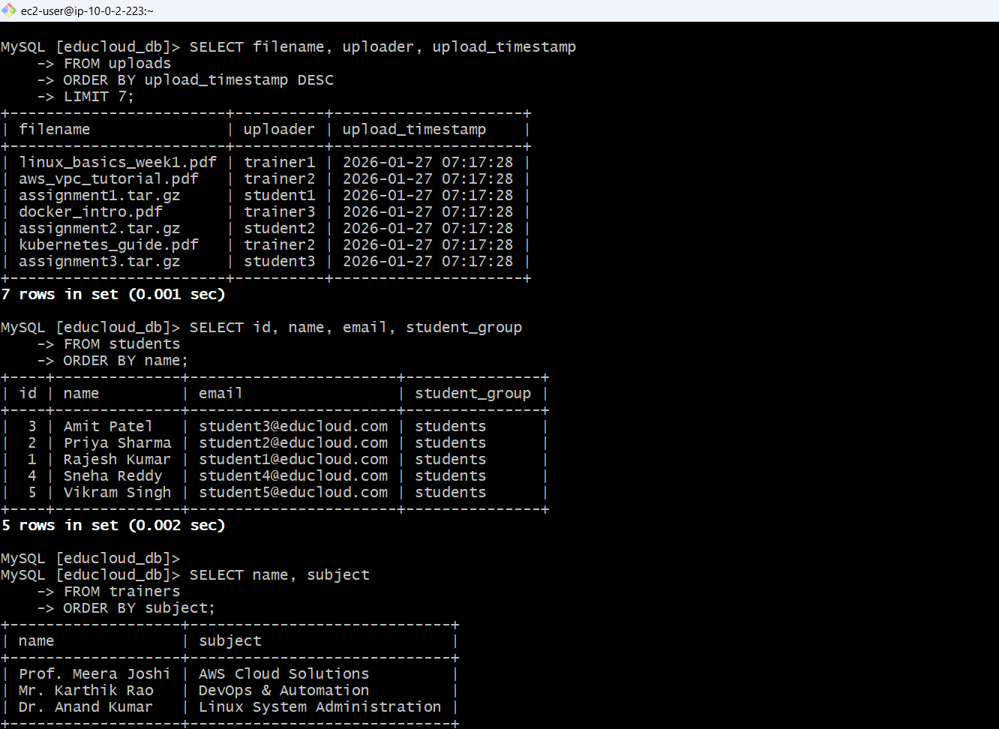 ec2-user@ip-10-0-2-223:~
MySQL [educloud_db]> SELECT filename, uploader, upload_timestamp
    -> FROM uploads
    -> ORDER BY upload_timestamp DESC
    -> LIMIT 7;
+------------------------+----------+---------------------+
| filename               | uploader | upload_timestamp    |
+------------------------+----------+---------------------+
| linux_basics_week1.pdf | trainer1 | 2026-01-27 07:17:28 |
| aws_vpc_tutorial.pdf   | trainer2 | 2026-01-27 07:17:28 |
| assignment1.tar.gz     | student1 | 2026-01-27 07:17:28 |
| docker_intro.pdf       | trainer3 | 2026-01-27 07:17:28 |
| assignment2.tar.gz     | student2 | 2026-01-27 07:17:28 |
| kubernetes_guide.pdf   | trainer2 | 2026-01-27 07:17:28 |
| assignment3.tar.gz     | student3 | 2026-01-27 07:17:28 |
+------------------------+----------+---------------------+
7 rows in set (0.001 sec)
MySQL [educloud_db]> SELECT id, name, email, student_group
    -> FROM students
    -> ORDER BY name;
+----+--------------+-----------------------+---------------+
| id | name         | email                 | student_group |
+----+--------------+-----------------------+---------------+
|  3 | Amit Patel   | student3@educloud.com | students      |
|  2 | Priya Sharma | student2@educloud.com | students      |
|  1 | Rajesh Kumar | student1@educloud.com | students      |
|  4 | Sneha Reddy  | student4@educloud.com | students      |
|  5 | Vikram Singh | student5@educloud.com | students      |
+----+--------------+-----------------------+---------------+
5 rows in set (0.002 sec)
MySQL [educloud_db]>
MySQL [educloud_db]> SELECT name, subject
    -> FROM trainers
    -> ORDER BY subject;
+-------------------+-----------------------------+
| name              | subject                     |
+-------------------+-----------------------------+
| Prof. Meera Joshi | AWS Cloud Solutions         |
| Mr. Karthik Rao   | DevOps & Automation         |
| Dr. Anand Kumar   | Linux System Administration |
+-------------------+-----------------------------+